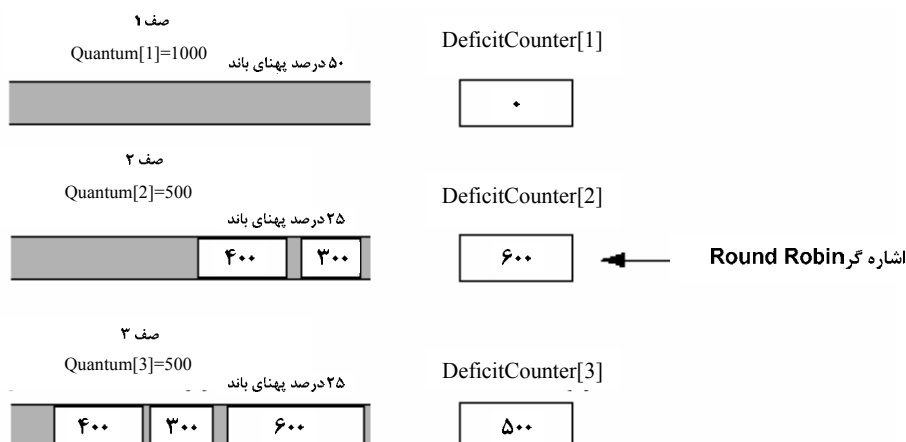 صف ۱
Quantum[1]=1000
۵۰ درصد پهنای باند
DeficitCounter[1]
۰
صف ۲
Quantum[2]=500
۲۵ درصد پهنای باند
DeficitCounter[2]
۴۰۰
۳۰۰
۶۰۰
اشاره گر Round Robin
صف ۳
Quantum[3]=500
۲۵ درصد پهنای باند
DeficitCounter[3]
۴۰۰
۳۰۰
۶۰۰
۵۰۰